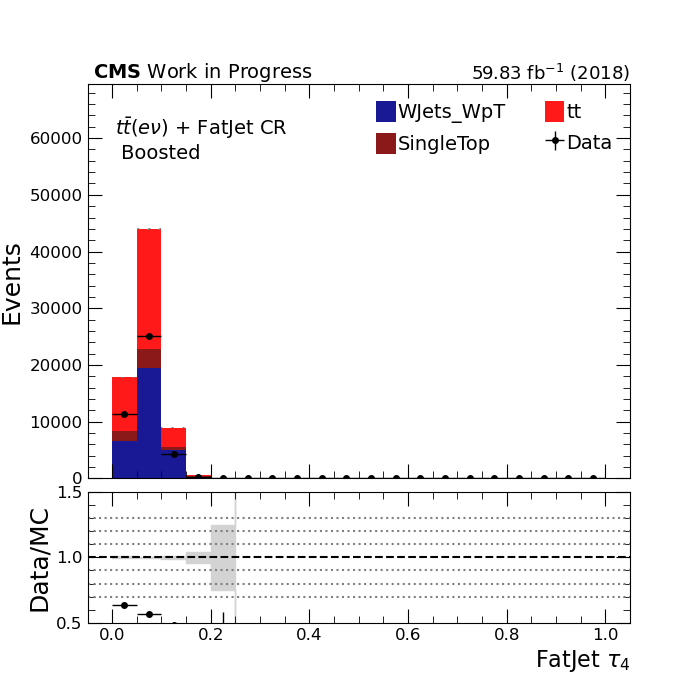 CMS Work in Progress 59.83 fb⁻¹ (2018)
tt̄(eν) + FatJet CR
Boosted
WJets_WpT tt
SingleTop Data
Events
60000
50000
40000
30000
20000
10000
0
Data/MC
1.5
1.0
0.5
0.0 0.2 0.4 0.6 0.8 1.0
FatJet τ₄